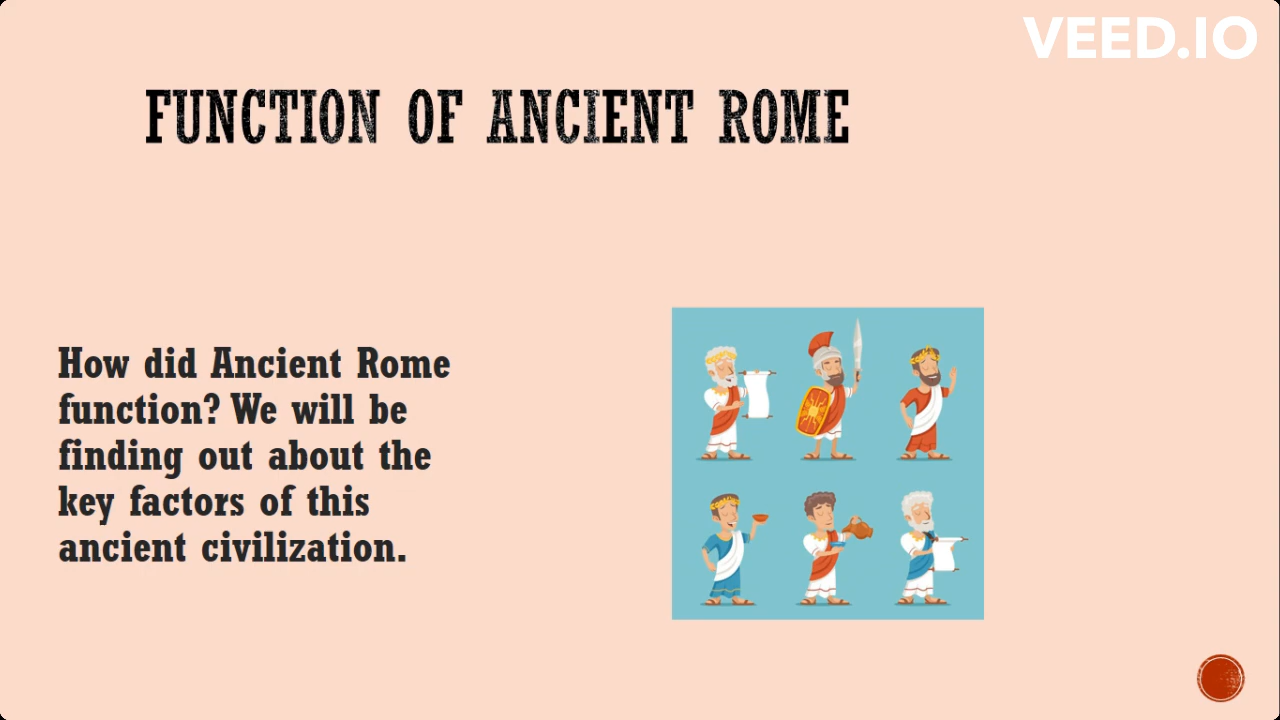 VEED.IO
FUNCTION OF ANCIENT ROME
How did Ancient Rome
function? We will be
finding out about the
key factors of this
ancient civilization.